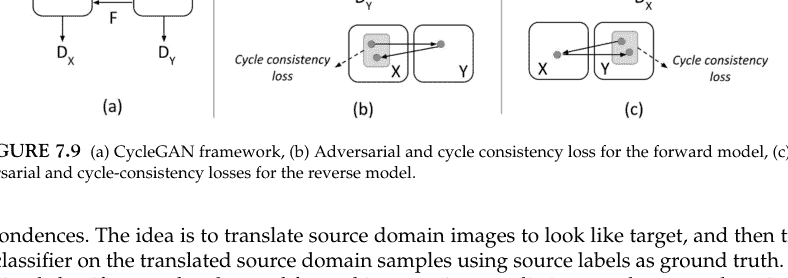 D_Y
D_X
F
D_X
D_Y
Cycle consistency
loss
X
Y
X
Y
Cycle consistency
loss
(a)
(b)
(c)
GURE 7.9 (a) CycleGAN framework, (b) Adversarial and cycle consistency loss for the forward model, (c)
rsarial and cycle-consistency losses for the reverse model.
ondences. The idea is to translate source domain images to look like target, and then t
classifier on the translated source domain samples using source labels as ground truth.